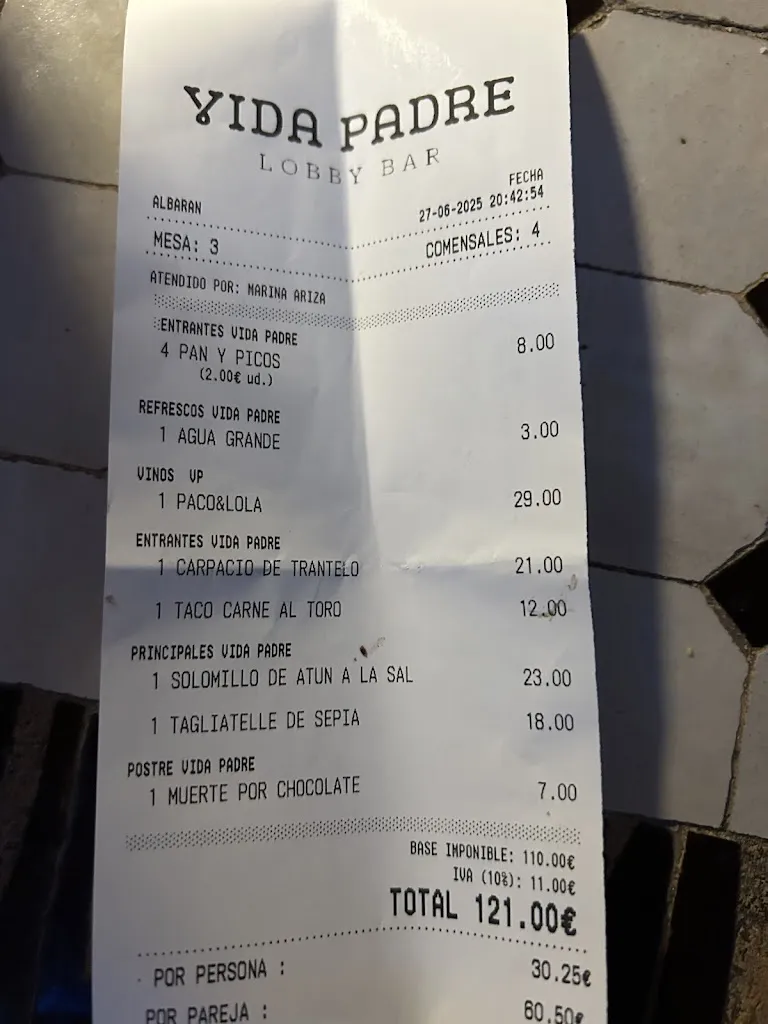 VIDA PADRE
LOBBY BAR
FECHA
ALBARAN 27-06-2025 20:42:54
MESA: 3 COMENSALES: 4
ATENDIDO POR: MARINA ARIZA
ENTRANTES VIDA PADRE
4 PAN Y PICOS 8.00
(2.00€ ud.)
REFRESCOS VIDA PADRE
1 AGUA GRANDE 3.00
VINOS VP
1 PACO&LOLA 29.00
ENTRANTES VIDA PADRE
1 CARPACIO DE TRANTELO 21.00
1 TACO CARNE AL TORO 12.00
PRINCIPALES VIDA PADRE
1 SOLOMILLO DE ATUN A LA SAL 23.00
1 TAGLIATELLE DE SEPIA 18.00
POSTRE VIDA PADRE
1 MUERTE POR CHOCOLATE 7.00
BASE IMPONIBLE: 110.00€
IVA (10%): 11.00€
TOTAL 121.00€
POR PERSONA : 30.25€
POR PAREJA : 60.50€